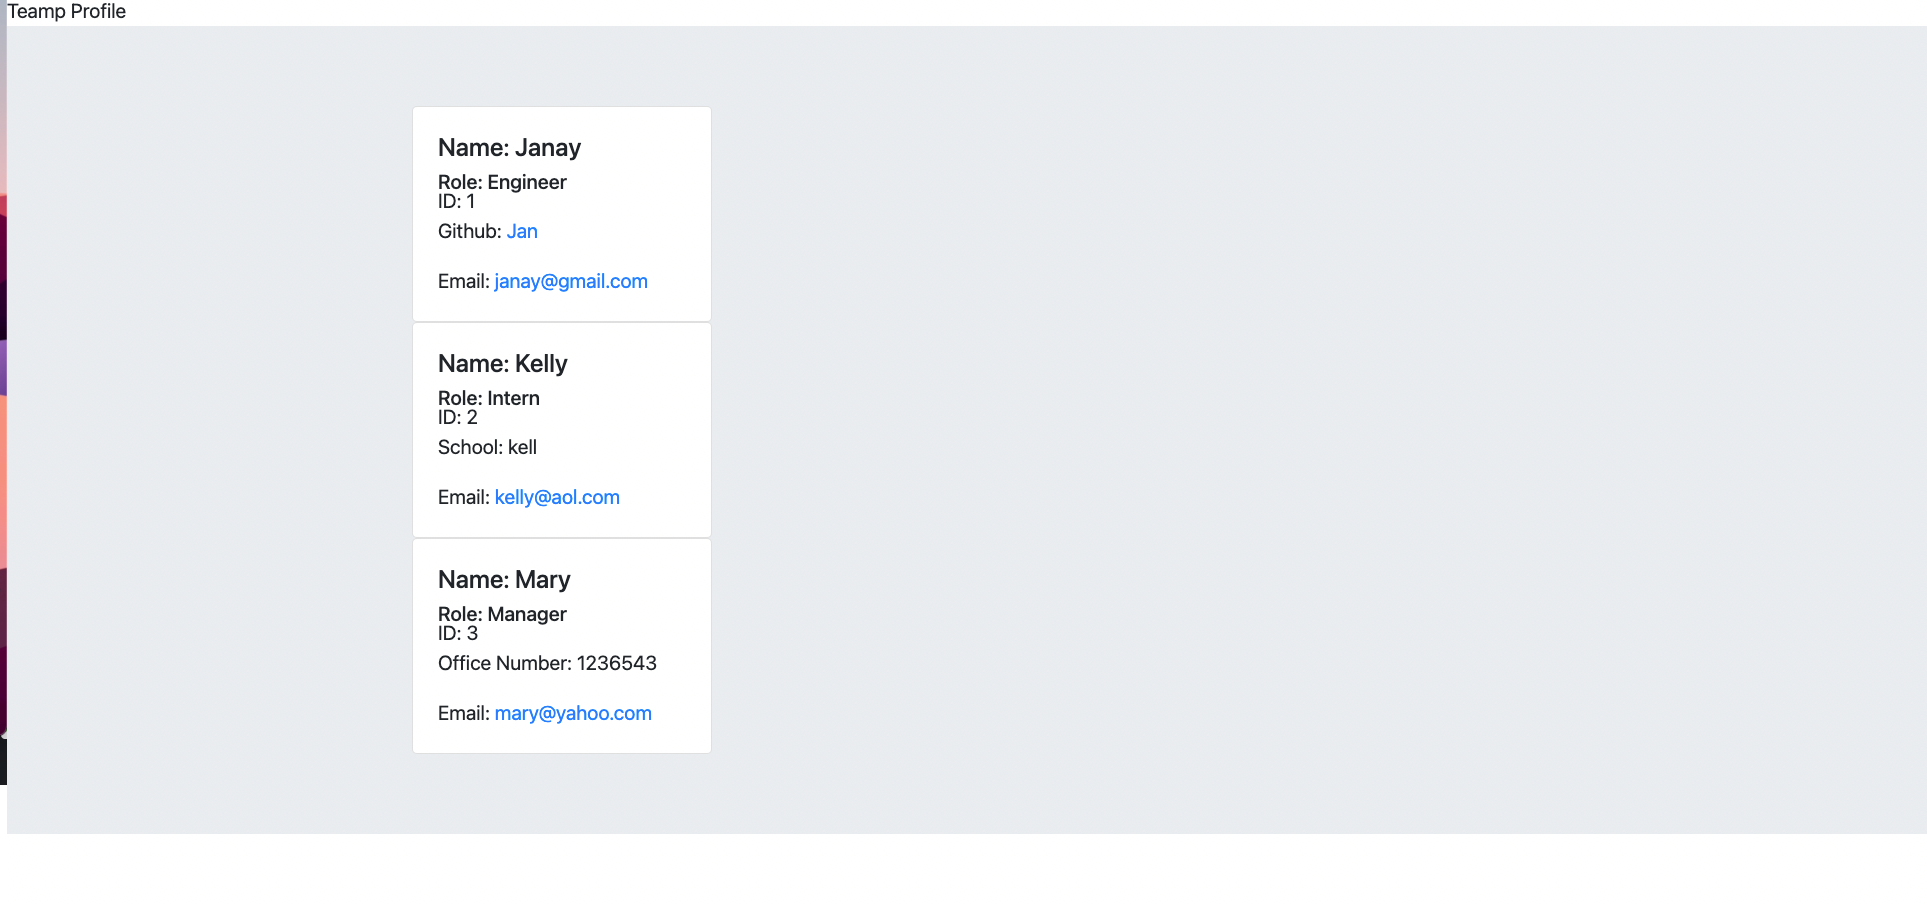 Teamp Profile
Name: Janay
Role: Engineer
ID: 1
Github: Jan
Email: janay@gmail.com
Name: Kelly
Role: Intern
ID: 2
School: kell
Email: kelly@aol.com
Name: Mary
Role: Manager
ID: 3
Office Number: 1236543
Email: mary@yahoo.com